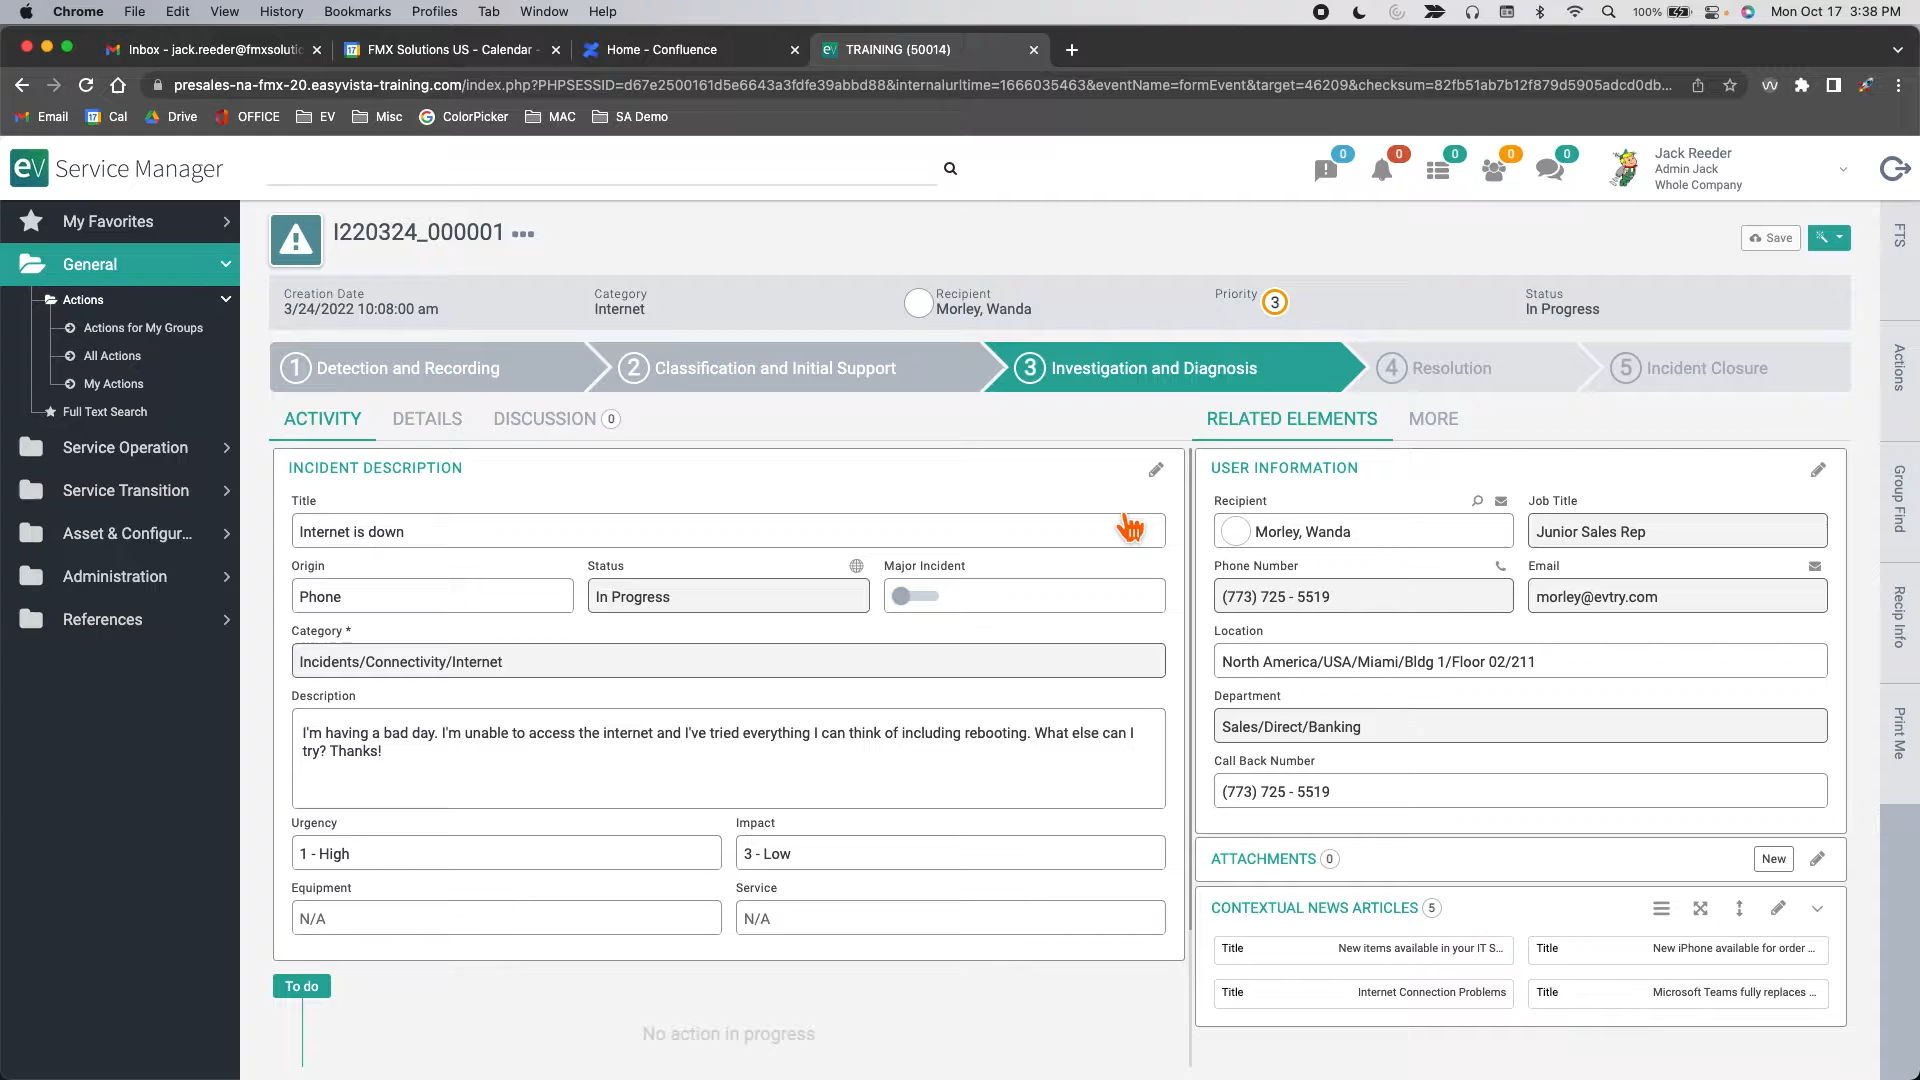 Chrome File Edit View History Bookmarks Profiles Tab Window Help 100% Mon Oct 17 3:38 PM
Inbox - jack.reeder@fmxsolutio
FMX Solutions US - Calendar -
Home - Confluence
TRAINING (50014)
presales-na-fmx-20.easyvista-training.com/index.php?PHPSESSID=d67e2500161d5e6643a3fdfe39abbd88&internalurltime=1666035463&eventName=formEvent&target=46209&checksum=82fb51ab7b12f879d5905adcd0db...
Email Cal Drive OFFICE EV Misc ColorPicker MAC SA Demo
eV Service Manager
0 0 0 0 0
Jack Reeder
Admin Jack
Whole Company
My Favorites
General
Actions
Actions for My Groups
All Actions
My Actions
Full Text Search
Service Operation
Service Transition
Asset & Configur...
Administration
References
I220324_000001
Save
Creation Date
3/24/2022 10:08:00 am
Category
Internet
Recipient
Morley, Wanda
Priority 3
Status
In Progress
1 Detection and Recording
2 Classification and Initial Support
3 Investigation and Diagnosis
4 Resolution
5 Incident Closure
ACTIVITY DETAILS DISCUSSION 0
INCIDENT DESCRIPTION
Title
Internet is down
Origin
Phone
Status
In Progress
Major Incident
Category *
Incidents/Connectivity/Internet
Description
I'm having a bad day. I'm unable to access the internet and I've tried everything I can think of including rebooting. What else can I
try? Thanks!
Urgency
1 - High
Impact
3 - Low
Equipment
N/A
Service
N/A
To do
No action in progress
RELATED ELEMENTS MORE
USER INFORMATION
Recipient
Morley, Wanda
Job Title
Junior Sales Rep
Phone Number
(773) 725 - 5519
Email
morley@evtry.com
Location
North America/USA/Miami/Bldg 1/Floor 02/211
Department
Sales/Direct/Banking
Call Back Number
(773) 725 - 5519
ATTACHMENTS 0
New
CONTEXTUAL NEWS ARTICLES 5
Title New items available in your IT S...
Title New iPhone available for order ...
Title Internet Connection Problems
Title Microsoft Teams fully replaces ...
FTS
Actions
Group Find
Recip Info
Print Me